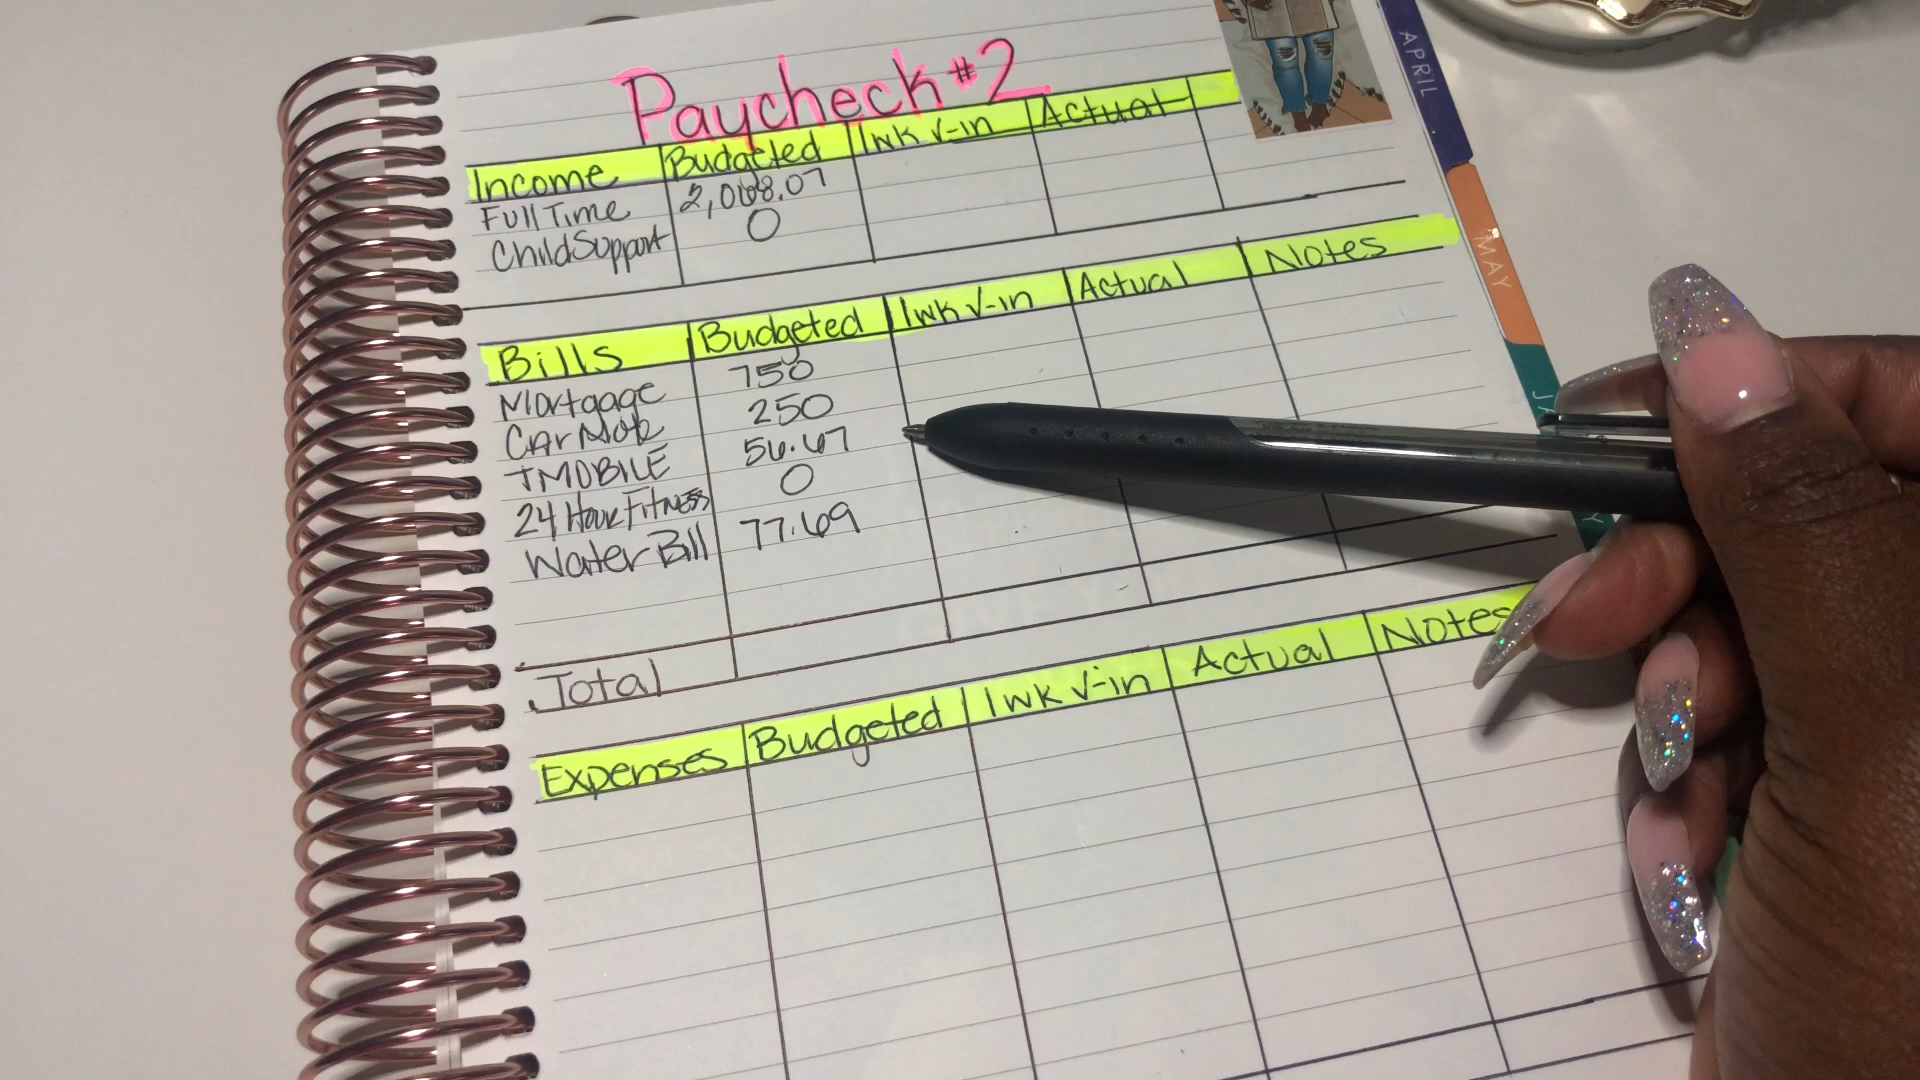 APRIL
Paycheck #2
Income Budgeted 1wk √-in Actual
Full Time 2,068.07
Child Support 0
MAY
Bills Budgeted 1wk √-in Actual Notes
Mortgage 750
Car Note 250
TMOBILE 56.67
24 Hour Fitness 0
Water Bill 77.69
Total
Expenses Budgeted 1wk √-in Actual Notes